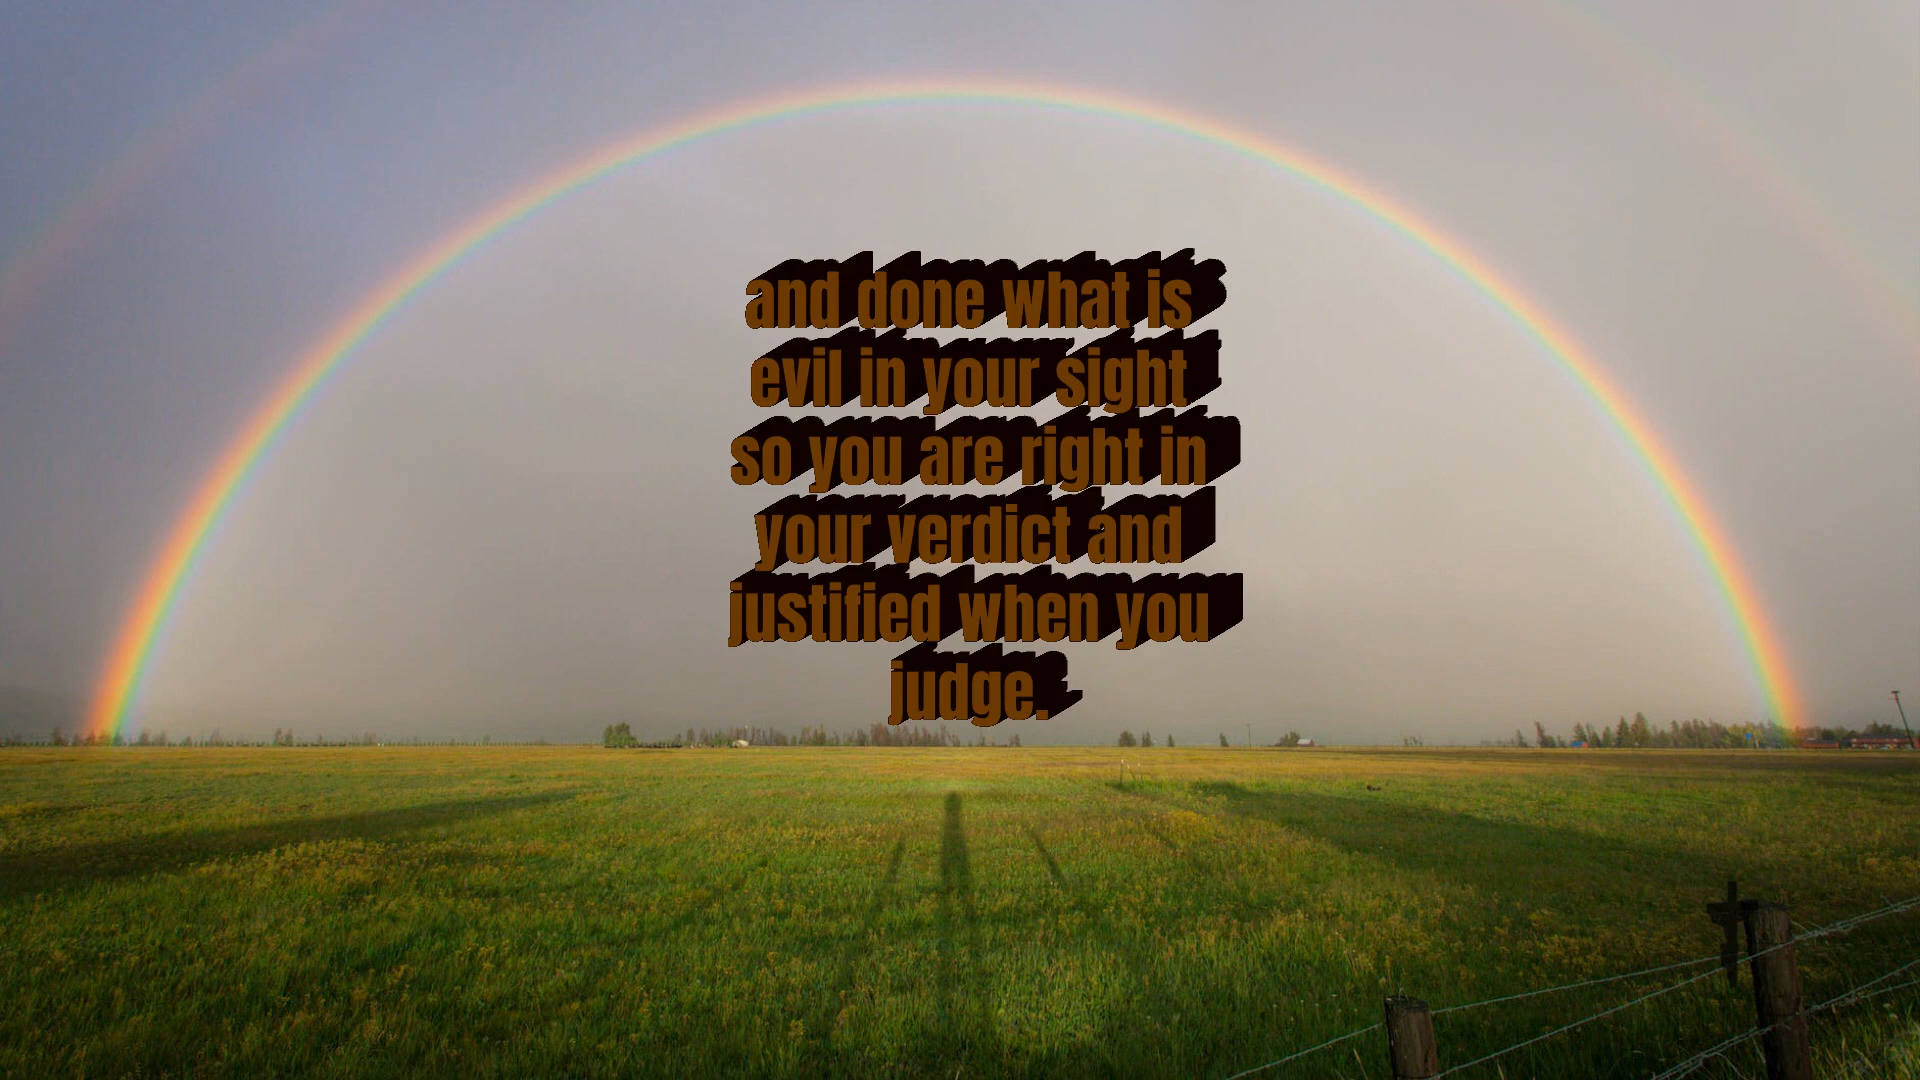 and done what is
evil in your sight
so you are right in
your verdict and
justified when you
judge.